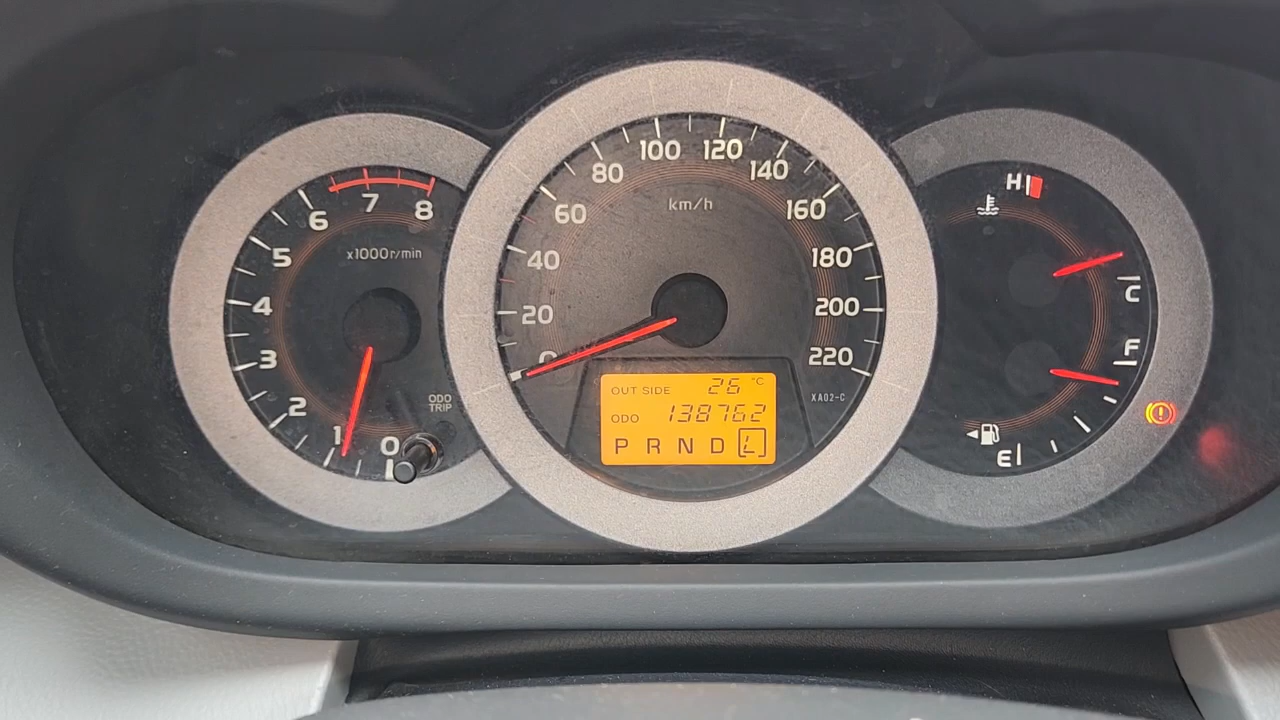 0 1 2 3 4 5 6 7 8
x1000r/min
ODO
TRIP
0 20 40 60 80 100 120 140 160 180 200 220
km/h
OUT SIDE 26 °C
ODO 138762
P R N D L
XA02-C
H
C
F
E